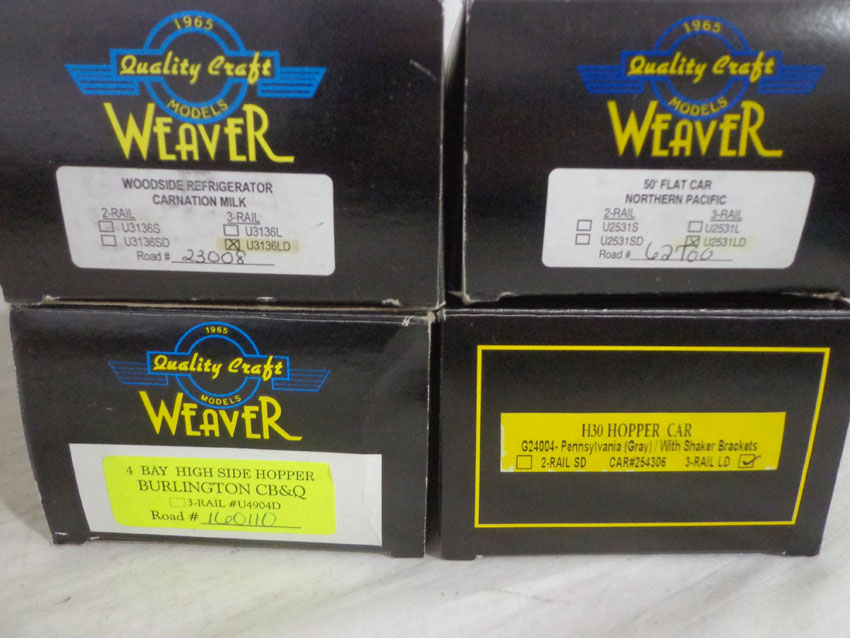 1965
Quality Craft
MODELS
WEAVER
WOODSIDE REFRIGERATOR
CARNATION MILK
2-RAIL 3-RAIL
☐ U3136S ☐ U3136L
☐ U3136SD ☒ U3136LD
Road # 23008
1965
Quality Craft
MODELS
WEAVER
50' FLAT CAR
NORTHERN PACIFIC
2-RAIL 3-RAIL
☐ U2531S ☐ U2531L
☐ U2531SD ☒ U2531LD
Road # 62700
1965
Quality Craft
MODELS
WEAVER
4 BAY HIGH SIDE HOPPER
BURLINGTON CB&Q
☐ 3-RAIL #U4904D
Road # 160110
H30 HOPPER CAR
G24004- Pennsylvania (Gray) / With Shaker Brackets
☐ 2-RAIL SD CAR#254306 3-RAIL LD ☑